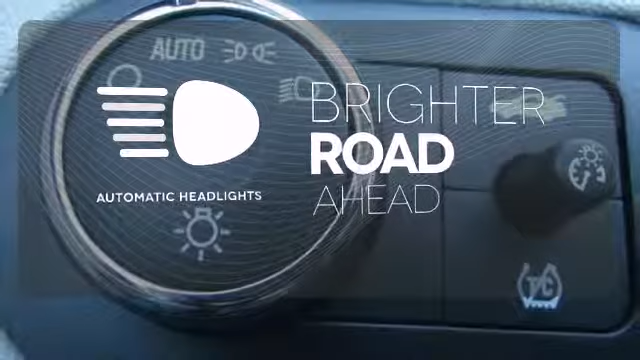 AUTO
BRIGHTER
ROAD
AHEAD
AUTOMATIC HEADLIGHTS
T/C